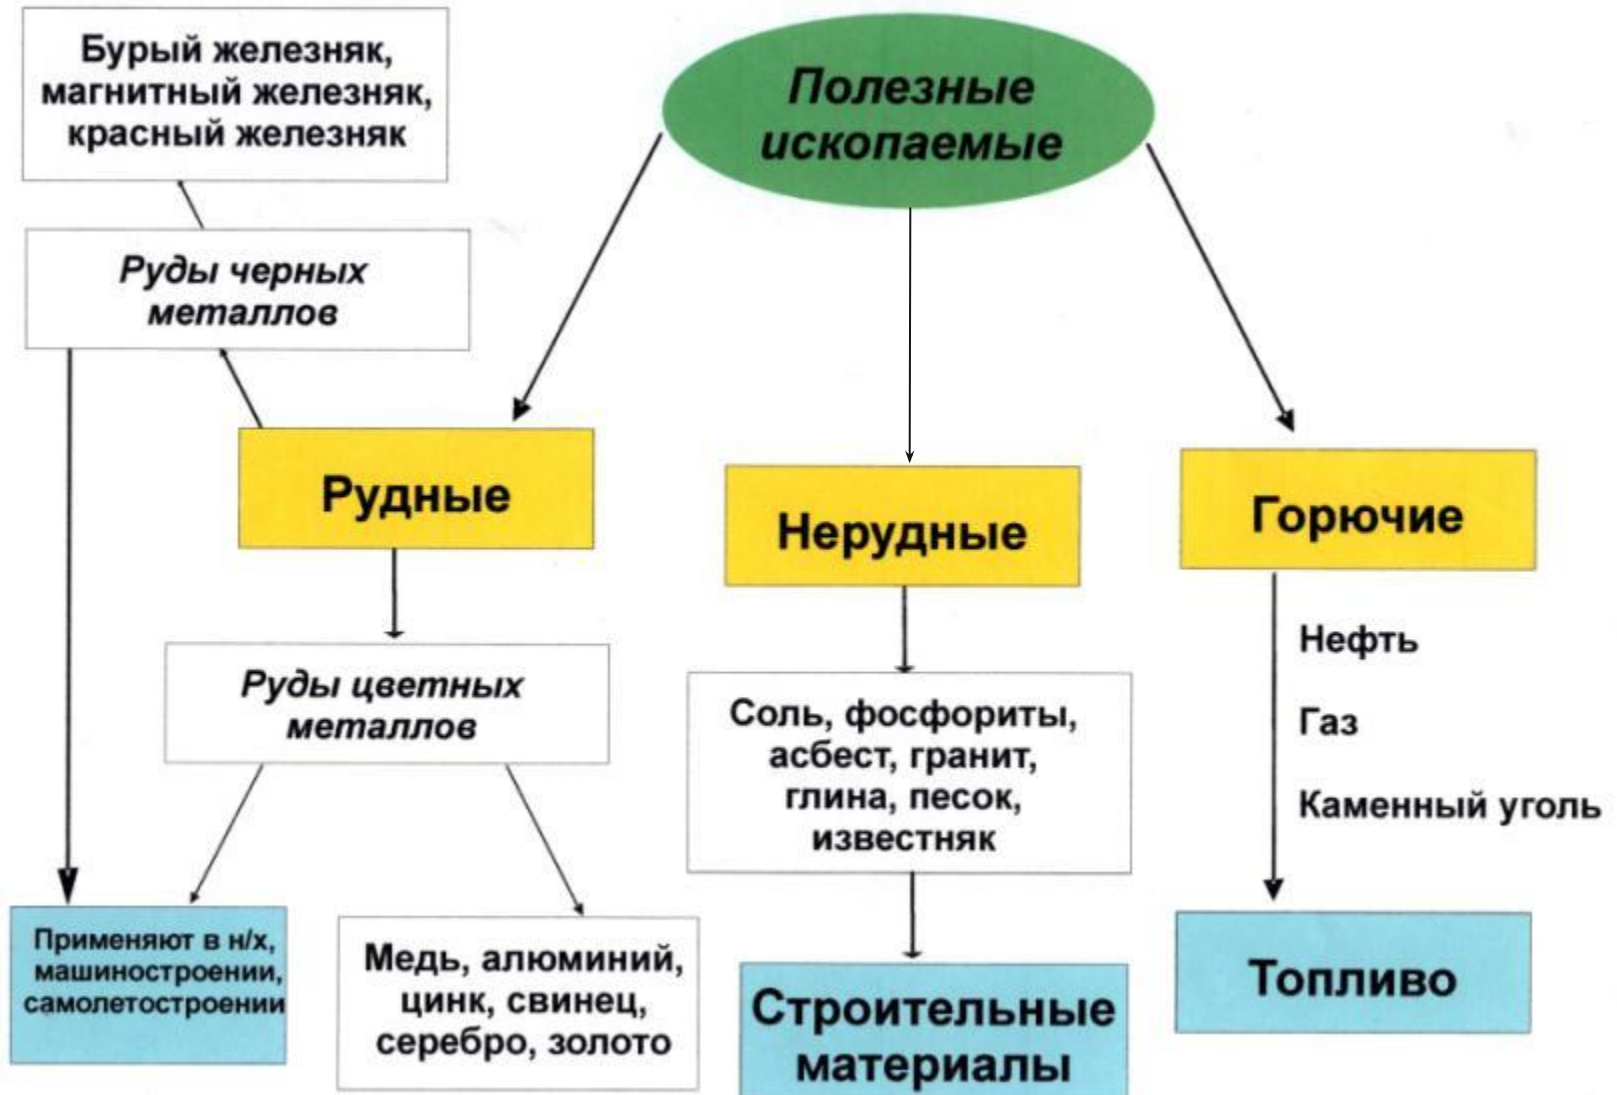 Бурый железняк,
магнитный железняк,
красный железняк
Полезные
ископаемые
Руды черных
металлов
Рудные
Нерудные
Горючие
Нефть
Газ
Каменный уголь
Руды цветных
металлов
Соль, фосфориты,
асбест, гранит,
глина, песок,
известняк
Применяют в н/х,
машиностроении,
самолетостроении
Медь, алюминий,
цинк, свинец,
серебро, золото
Строительные
материалы
Топливо